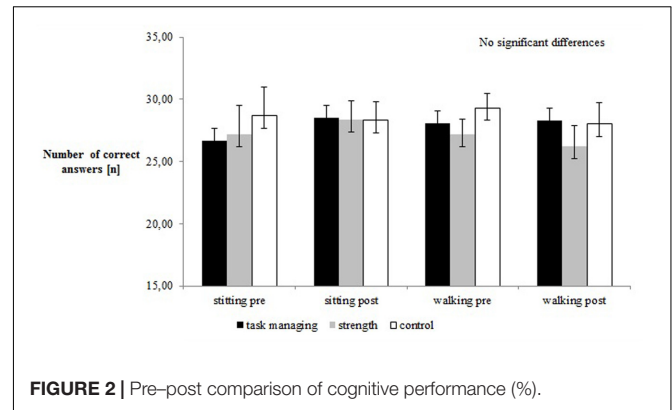 35,00
No significant differences
30,00
Number of correct
answers [n]
25,00
20,00
15,00
stitting pre
sitting post
walking pre
walking post
task managing
strength
control
FIGURE 2 | Pre–post comparison of cognitive performance (%).